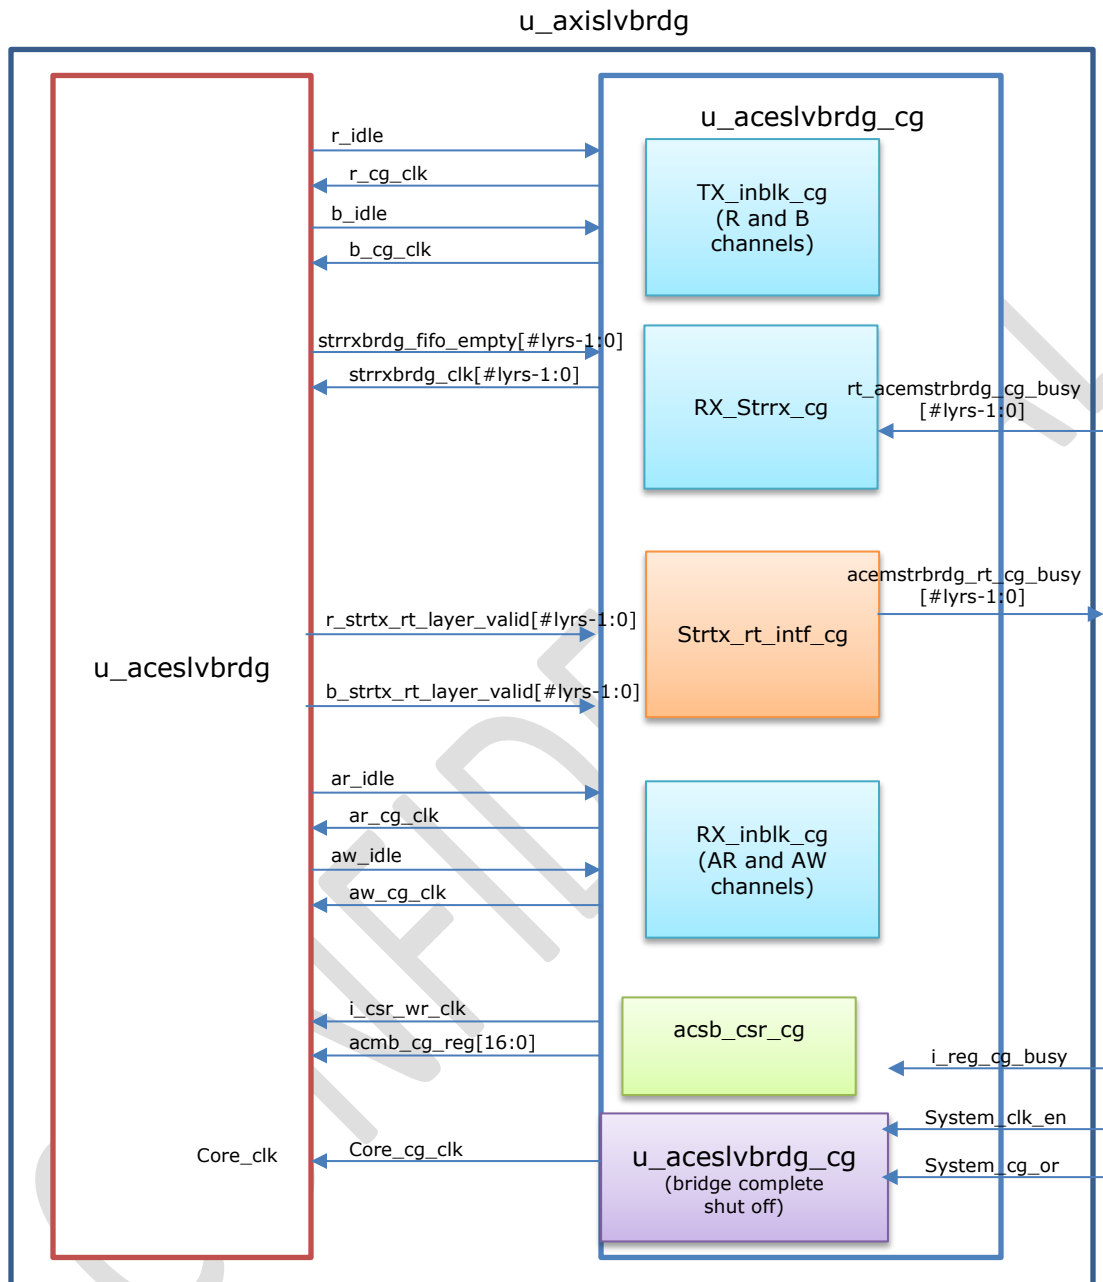 u_axislvbrdg
u_aceslvbrdg_cg
r_idle
r_cg_clk
b_idle
b_cg_clk
TX_inblk_cg
(R and B
channels)
strrxbrdg_fifo_empty[#lyrs-1:0]
strrxbrdg_clk[#lyrs-1:0]
RX_Strrx_cg
rt_acemstrbrdg_cg_busy
[#lyrs-1:0]
acemstrbrdg_rt_cg_busy
[#lyrs-1:0]
r_strtx_rt_layer_valid[#lyrs-1:0]
Strtx_rt_intf_cg
u_aceslvbrdg
b_strtx_rt_layer_valid[#lyrs-1:0]
ar_idle
ar_cg_clk
aw_idle
aw_cg_clk
RX_inblk_cg
(AR and AW
channels)
i_csr_wr_clk
acmb_cg_reg[16:0]
acsb_csr_cg
i_reg_cg_busy
System_clk_en
Core_clk
Core_cg_clk
u_aceslvbrdg_cg
(bridge complete
shut off)
System_cg_or